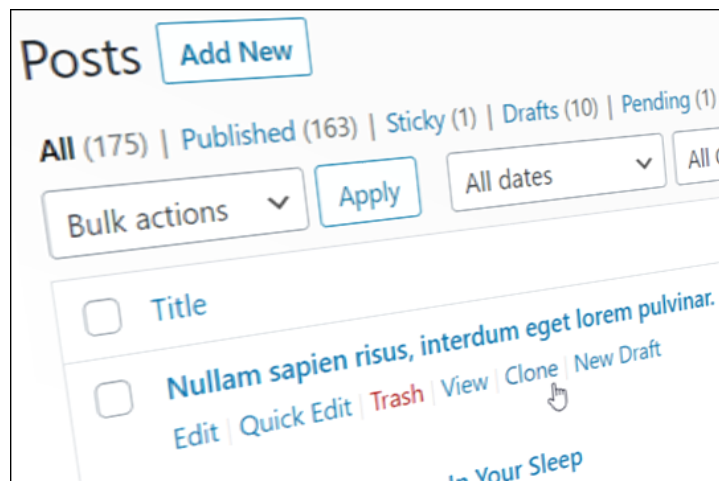 Posts Add New
All (175) | Published (163) | Sticky (1) | Drafts (10) | Pending (1)
Bulk actions Apply All dates All
Title
Nullam sapien risus, interdum eget lorem pulvinar.
Edit | Quick Edit | Trash | View | Clone | New Draft
In Your Sleep